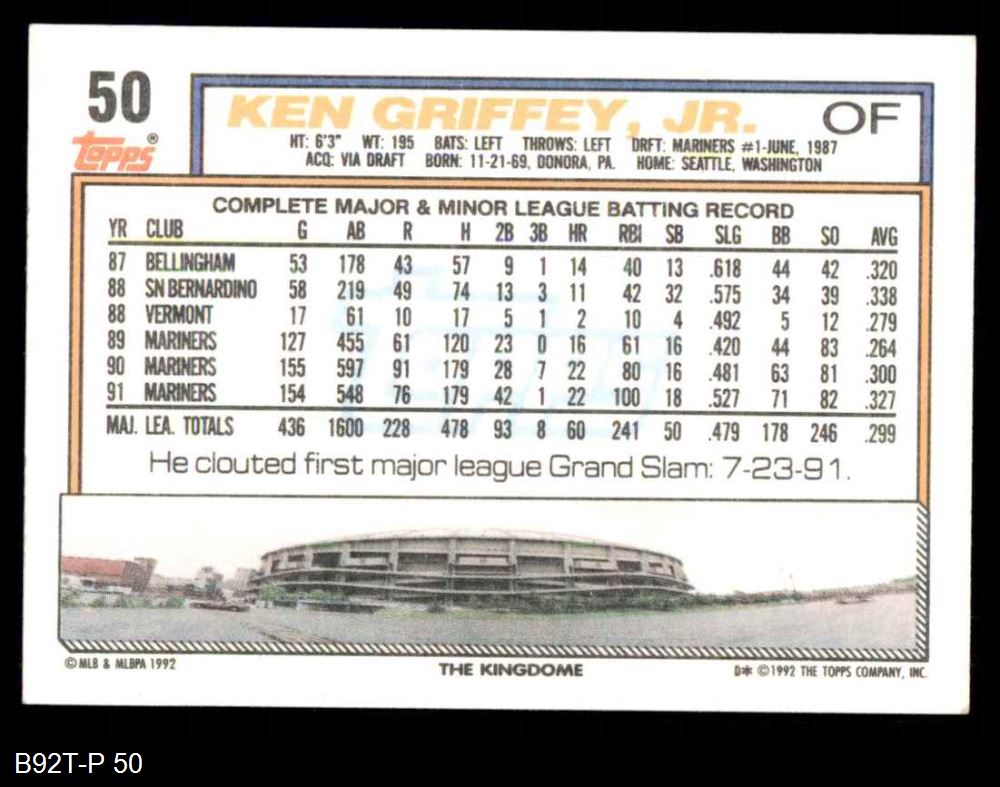 50
Topps®
KEN GRIFFEY, JR. OF
HT: 6'3" WT: 195 BATS: LEFT THROWS: LEFT DRFT: MARINERS #1-JUNE, 1987
ACQ: VIA DRAFT BORN: 11-21-69, DONORA, PA. HOME: SEATTLE, WASHINGTON
COMPLETE MAJOR & MINOR LEAGUE BATTING RECORD
YR CLUB G AB R H 2B 3B HR RBI SB SLG BB SO AVG
87 BELLINGHAM 53 178 43 57 9 1 14 40 13 .618 44 42 .320
88 SN BERNARDINO 58 219 49 74 13 3 11 42 32 .575 34 39 .338
88 VERMONT 17 61 10 17 5 1 2 10 4 .492 5 12 .279
89 MARINERS 127 455 61 120 23 0 16 61 16 .420 44 83 .264
90 MARINERS 155 597 91 179 28 7 22 80 16 .481 63 81 .300
91 MARINERS 154 548 76 179 42 1 22 100 18 .527 71 82 .327
MAJ. LEA. TOTALS 436 1600 228 478 93 8 60 241 50 .479 178 246 .299
Topps
He clouted first major league Grand Slam: 7-23-91.
©MLB & MLBPA 1992 THE KINGDOME D* ©1992 THE TOPPS COMPANY, INC.
B92T-P 50